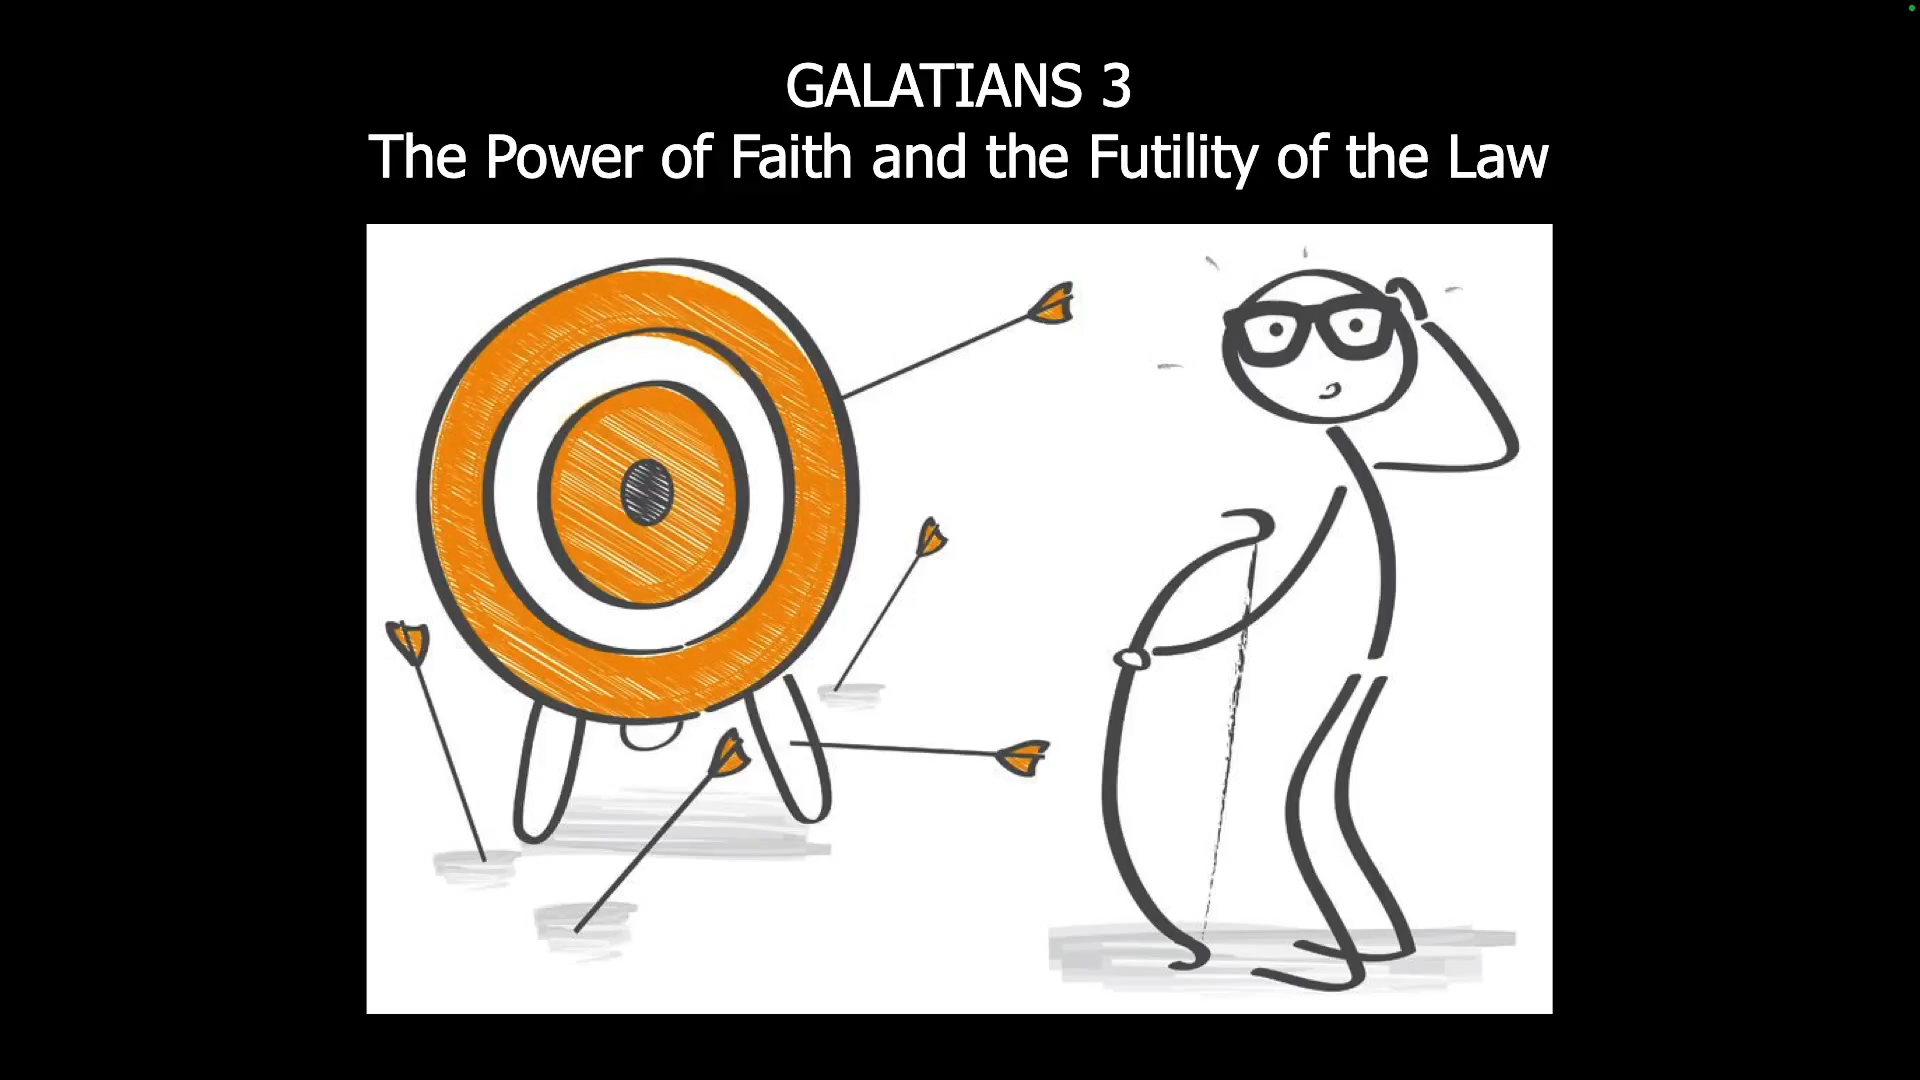 GALATIANS 3
The Power of Faith and the Futility of the Law